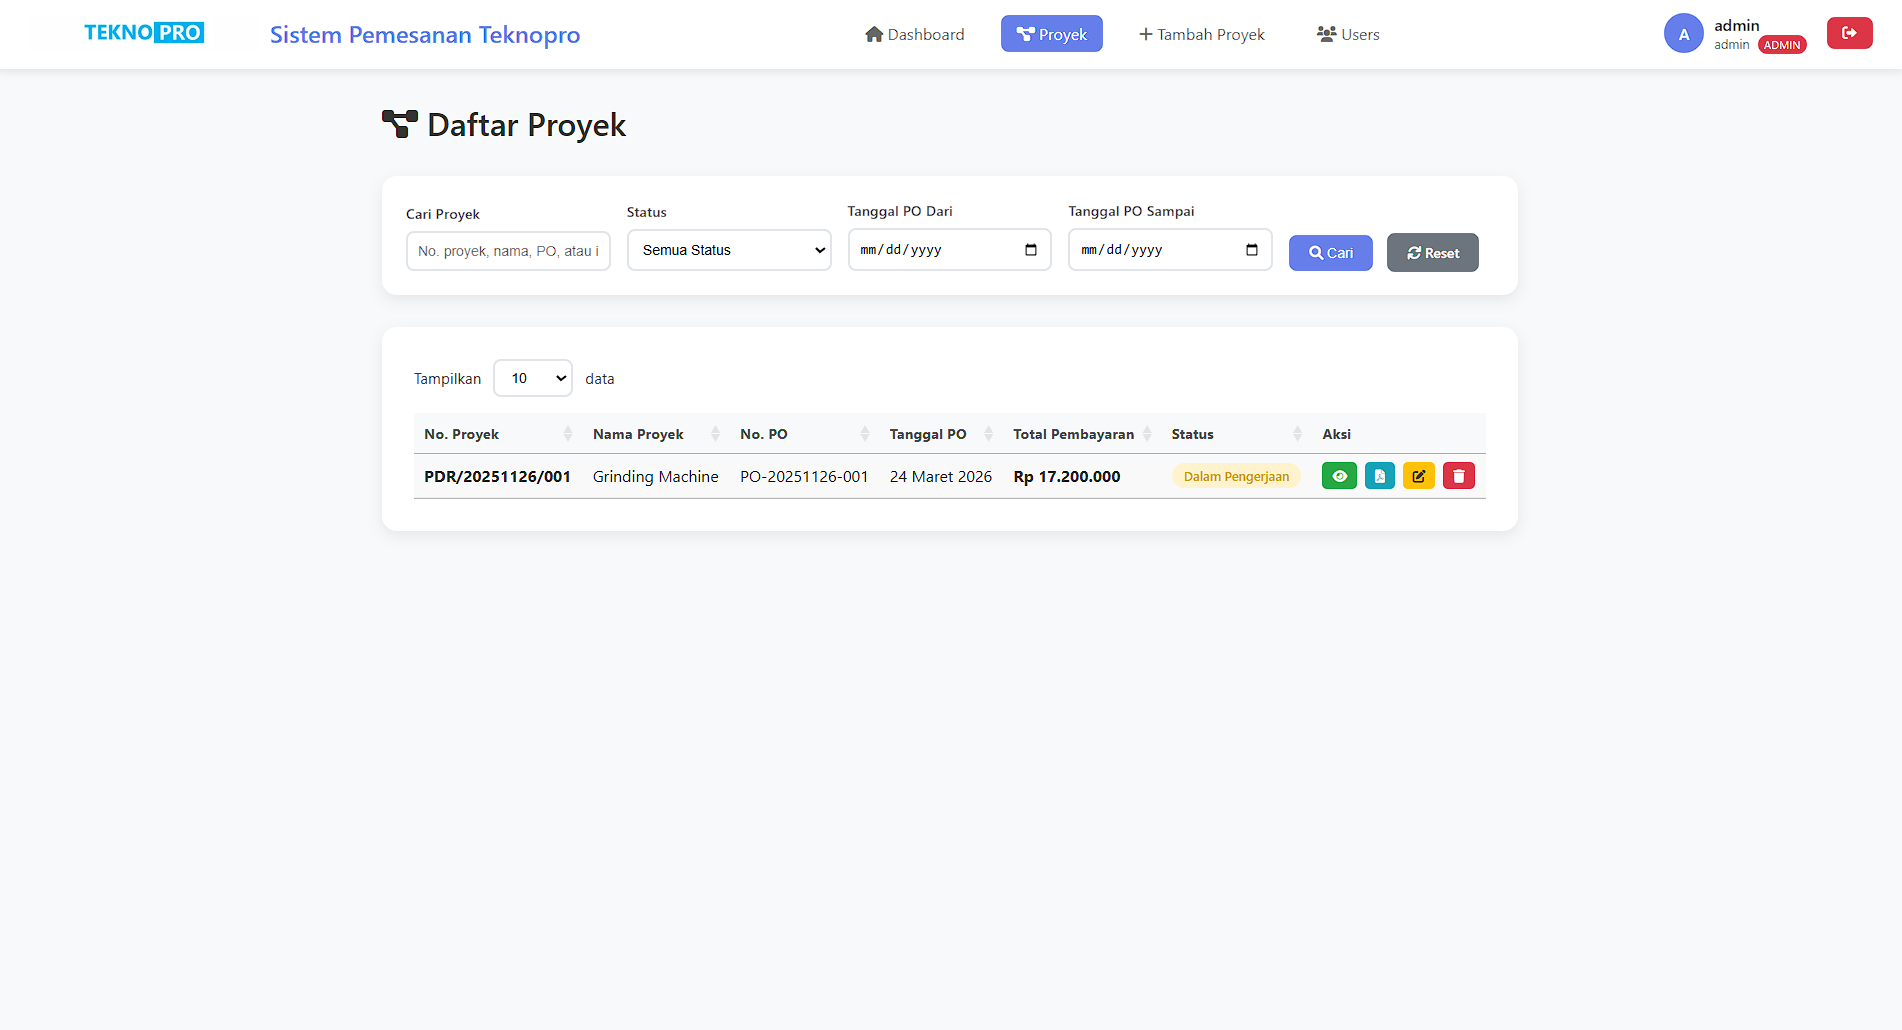 TEKNO PRO
Sistem Pemesanan Teknopro
Dashboard
Proyek
Tambah Proyek
Users
A
admin
admin ADMIN
Daftar Proyek
Cari Proyek
Status
Tanggal PO Dari
Tanggal PO Sampai
No. proyek, nama, PO, atau i
Semua Status
mm/dd/yyyy
mm/dd/yyyy
Cari
Reset
Tampilkan 10 data
No. Proyek Nama Proyek No. PO Tanggal PO Total Pembayaran Status Aksi
PDR/20251126/001 Grinding Machine PO-20251126-001 24 Maret 2026 Rp 17.200.000 Dalam Pengerjaan